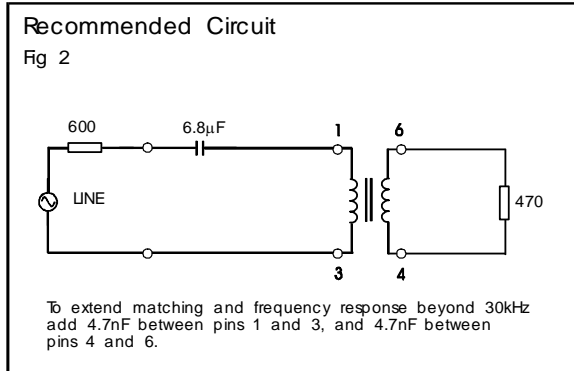 Recommended Circuit
Fig 2
600
6.8µF
1
6
LINE
470
3
4
To extend matching and frequency response beyond 30kHz
add 4.7nF between pins 1 and 3, and 4.7nF between
pins 4 and 6.